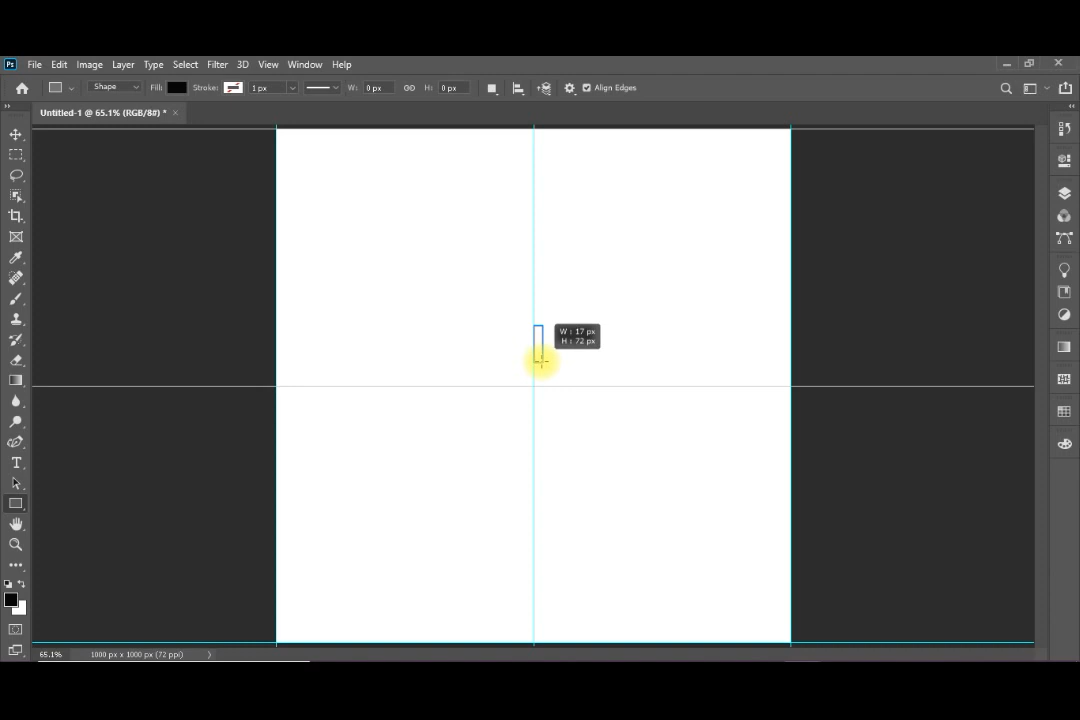 Ps File Edit Image Layer Type Select Filter 3D View Window Help
Shape Fill: Stroke: 1 px W: 0 px H: 0 px Align Edges
Untitled-1 @ 65.1% (RGB/8#) * ×
W : 17 px
H : 72 px
65.1% 1000 px x 1000 px (72 ppi)